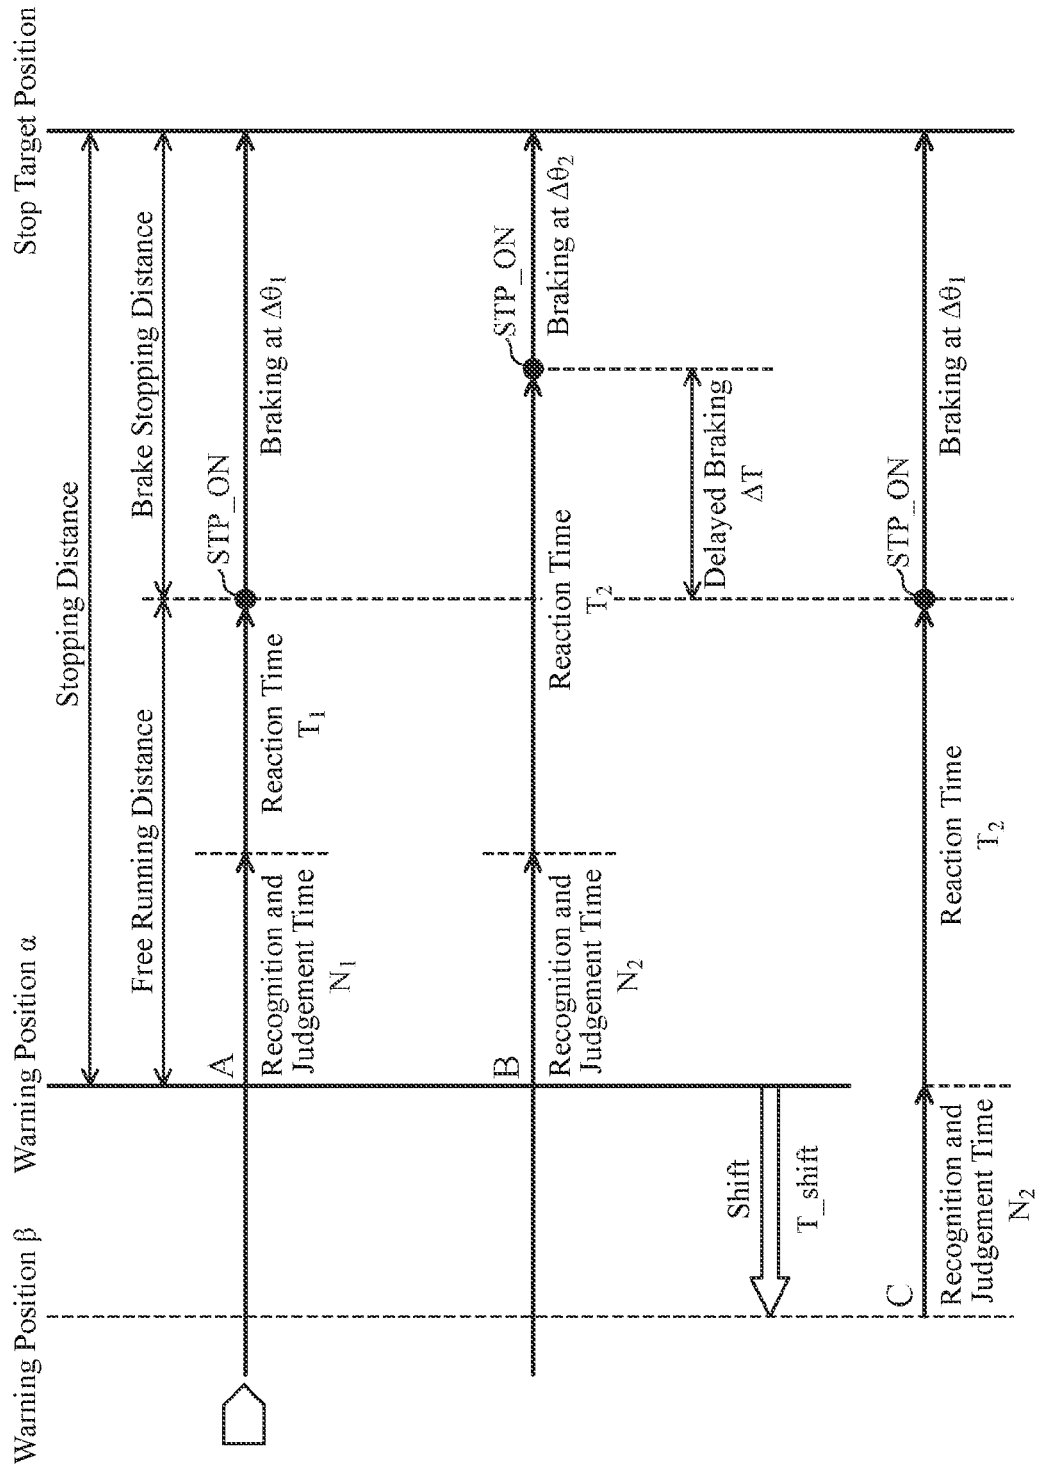 Warning Position β
Warning Position α
Stop Target Position
Stopping Distance
Free Running Distance
Brake Stopping Distance
A
STP_ON
Recognition and
Judgement Time
N₁
Reaction Time
T₁
Braking at Δθ₁
B
STP_ON
Recognition and
Judgement Time
N₂
Reaction Time
T₂
Braking at Δθ₂
Delayed Braking
ΔT
Shift
T_shift
C
STP_ON
Recognition and
Judgement Time
N₂
Reaction Time
T₂
Braking at Δθ₁